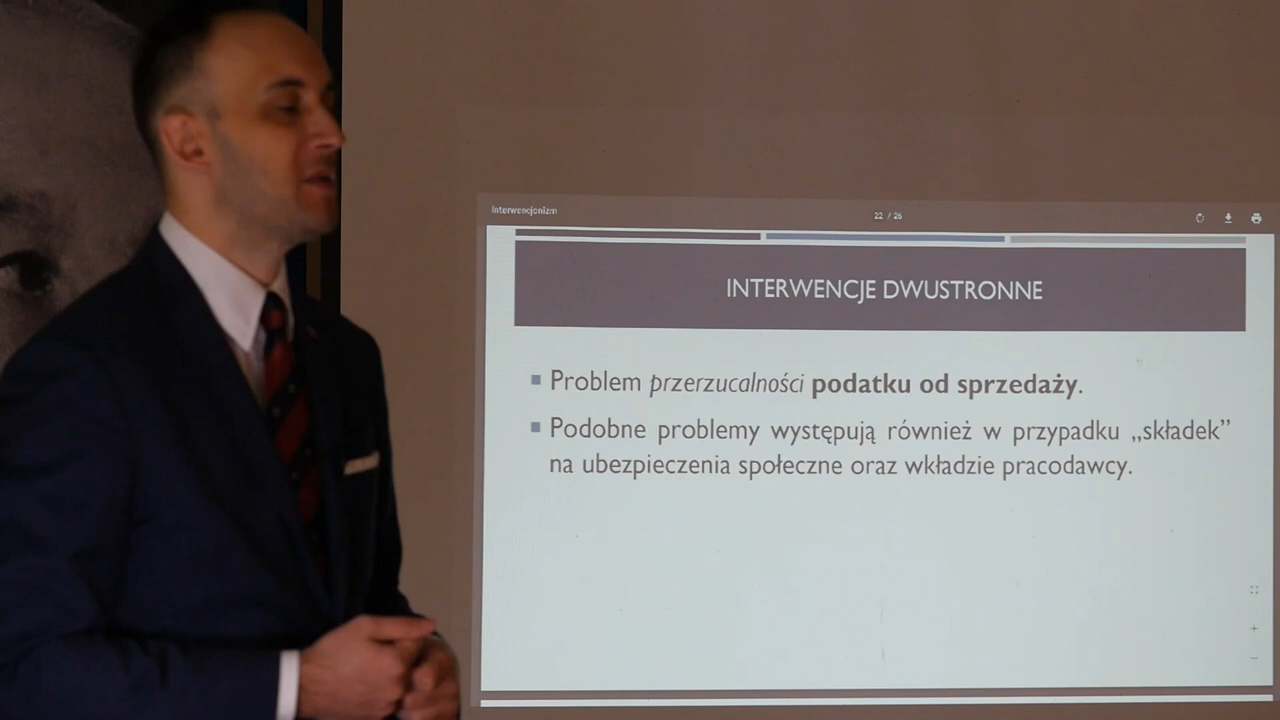 Interwencjonizm
22 / 26
INTERWENCJE DWUSTRONNE
Problem przerzucalności podatku od sprzedaży.
Podobne problemy występują również w przypadku „składek”
na ubezpieczenia społeczne oraz wkładzie pracodawcy.